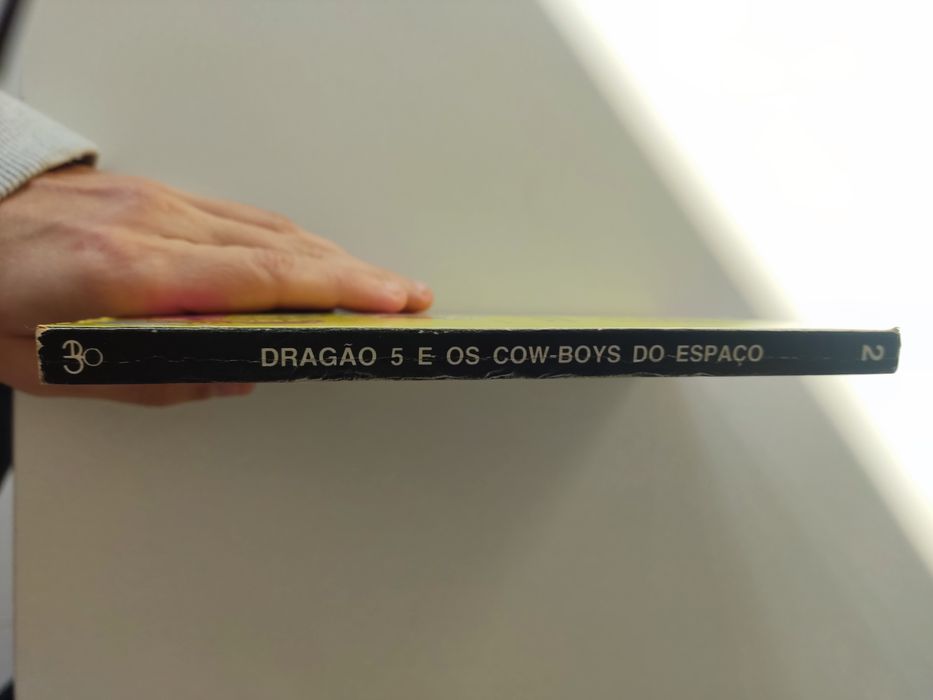 DRAGÃO 5 E OS COW-BOYS DO ESPAÇO
2